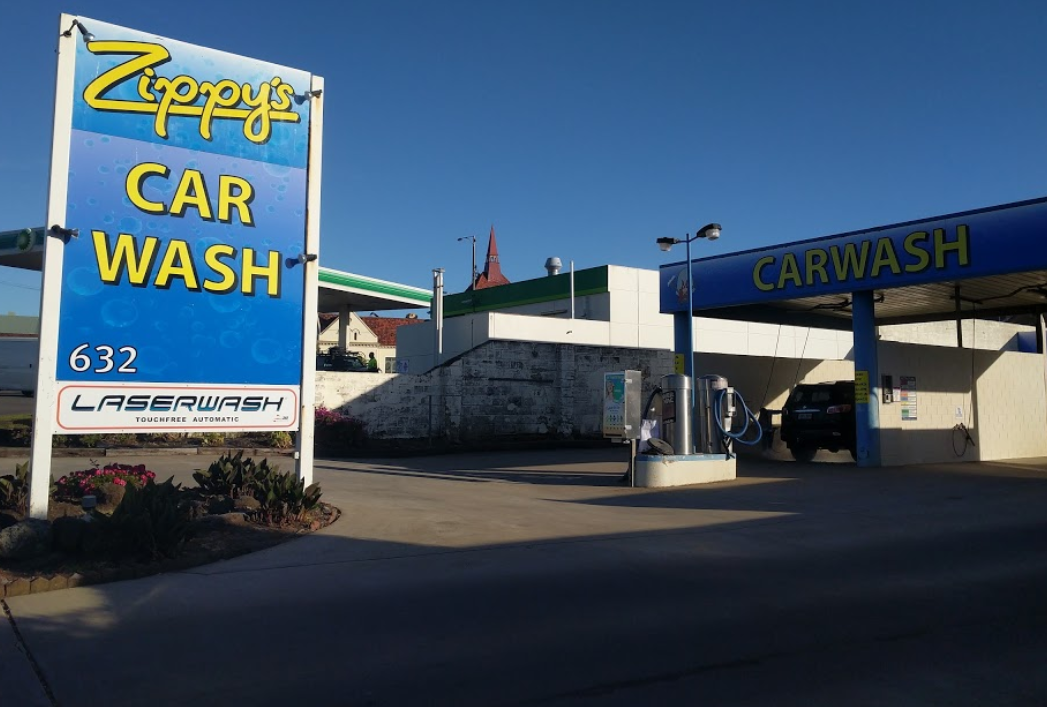 Zippy's
CAR
WASH
632
LASERWASH
TOUCHFREE AUTOMATIC
CARWASH